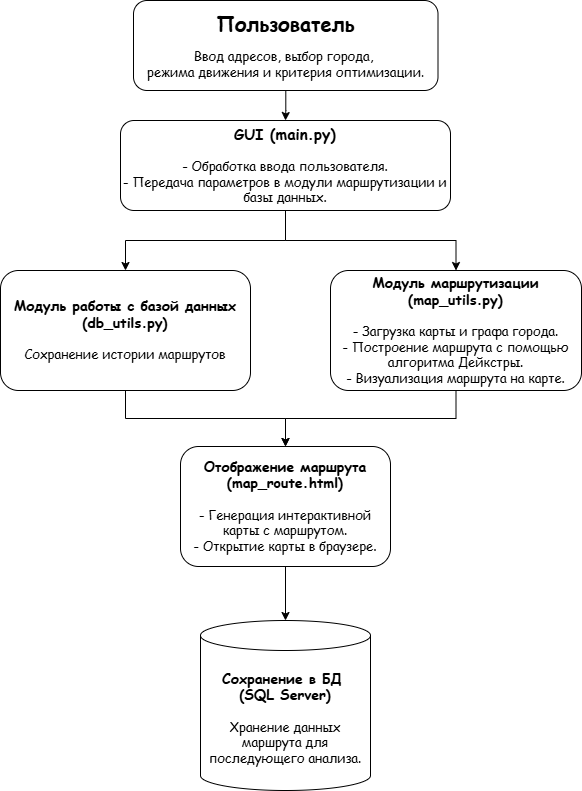 Пользователь
Ввод адресов, выбор города,
режима движения и критерия оптимизации.
GUI (main.py)
- Обработка ввода пользователя.
- Передача параметров в модули маршрутизации и
базы данных.
Модуль работы с базой данных
(db_utils.py)
Сохранение истории маршрутов
Модуль маршрутизации
(map_utils.py)
- Загрузка карты и графа города.
- Построение маршрута с помощью
алгоритма Дейкстры.
- Визуализация маршрута на карте.
Отображение маршрута
(map_route.html)
- Генерация интерактивной
карты с маршрутом.
- Открытие карты в браузере.
Сохранение в БД
(SQL Server)
Хранение данных
маршрута для
последующего анализа.